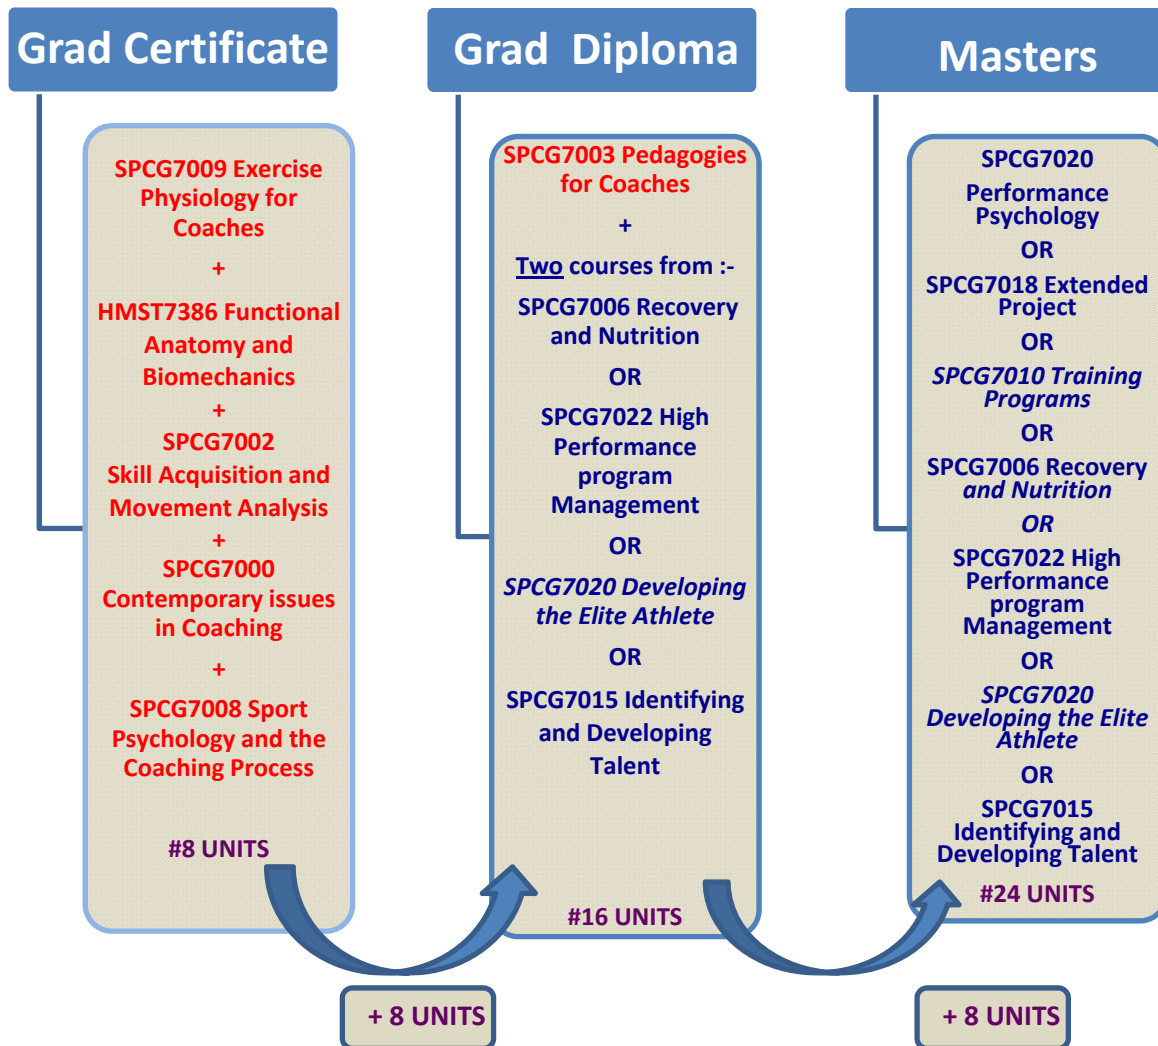 Grad Certificate
SPCG7009 Exercise
Physiology for
Coaches
+
HMST7386 Functional
Anatomy and
Biomechanics
+
SPCG7002
Skill Acquisition and
Movement Analysis
+
SPCG7000
Contemporary issues
in Coaching
+
SPCG7008 Sport
Psychology and the
Coaching Process
#8 UNITS
+ 8 UNITS
Grad  Diploma
SPCG7003 Pedagogies
for Coaches
+
Two courses from :-
SPCG7006 Recovery
and Nutrition
OR
SPCG7022 High
Performance
program
Management
OR
SPCG7020 Developing
the Elite Athlete
OR
SPCG7015 Identifying
and Developing
Talent
#16 UNITS
+ 8 UNITS
Masters
SPCG7020
Performance
Psychology
OR
SPCG7018 Extended
Project
OR
SPCG7010 Training
Programs
OR
SPCG7006 Recovery
and Nutrition
OR
SPCG7022 High
Performance
program
Management
OR
SPCG7020
Developing the Elite
Athlete
OR
SPCG7015
Identifying and
Developing Talent
#24 UNITS